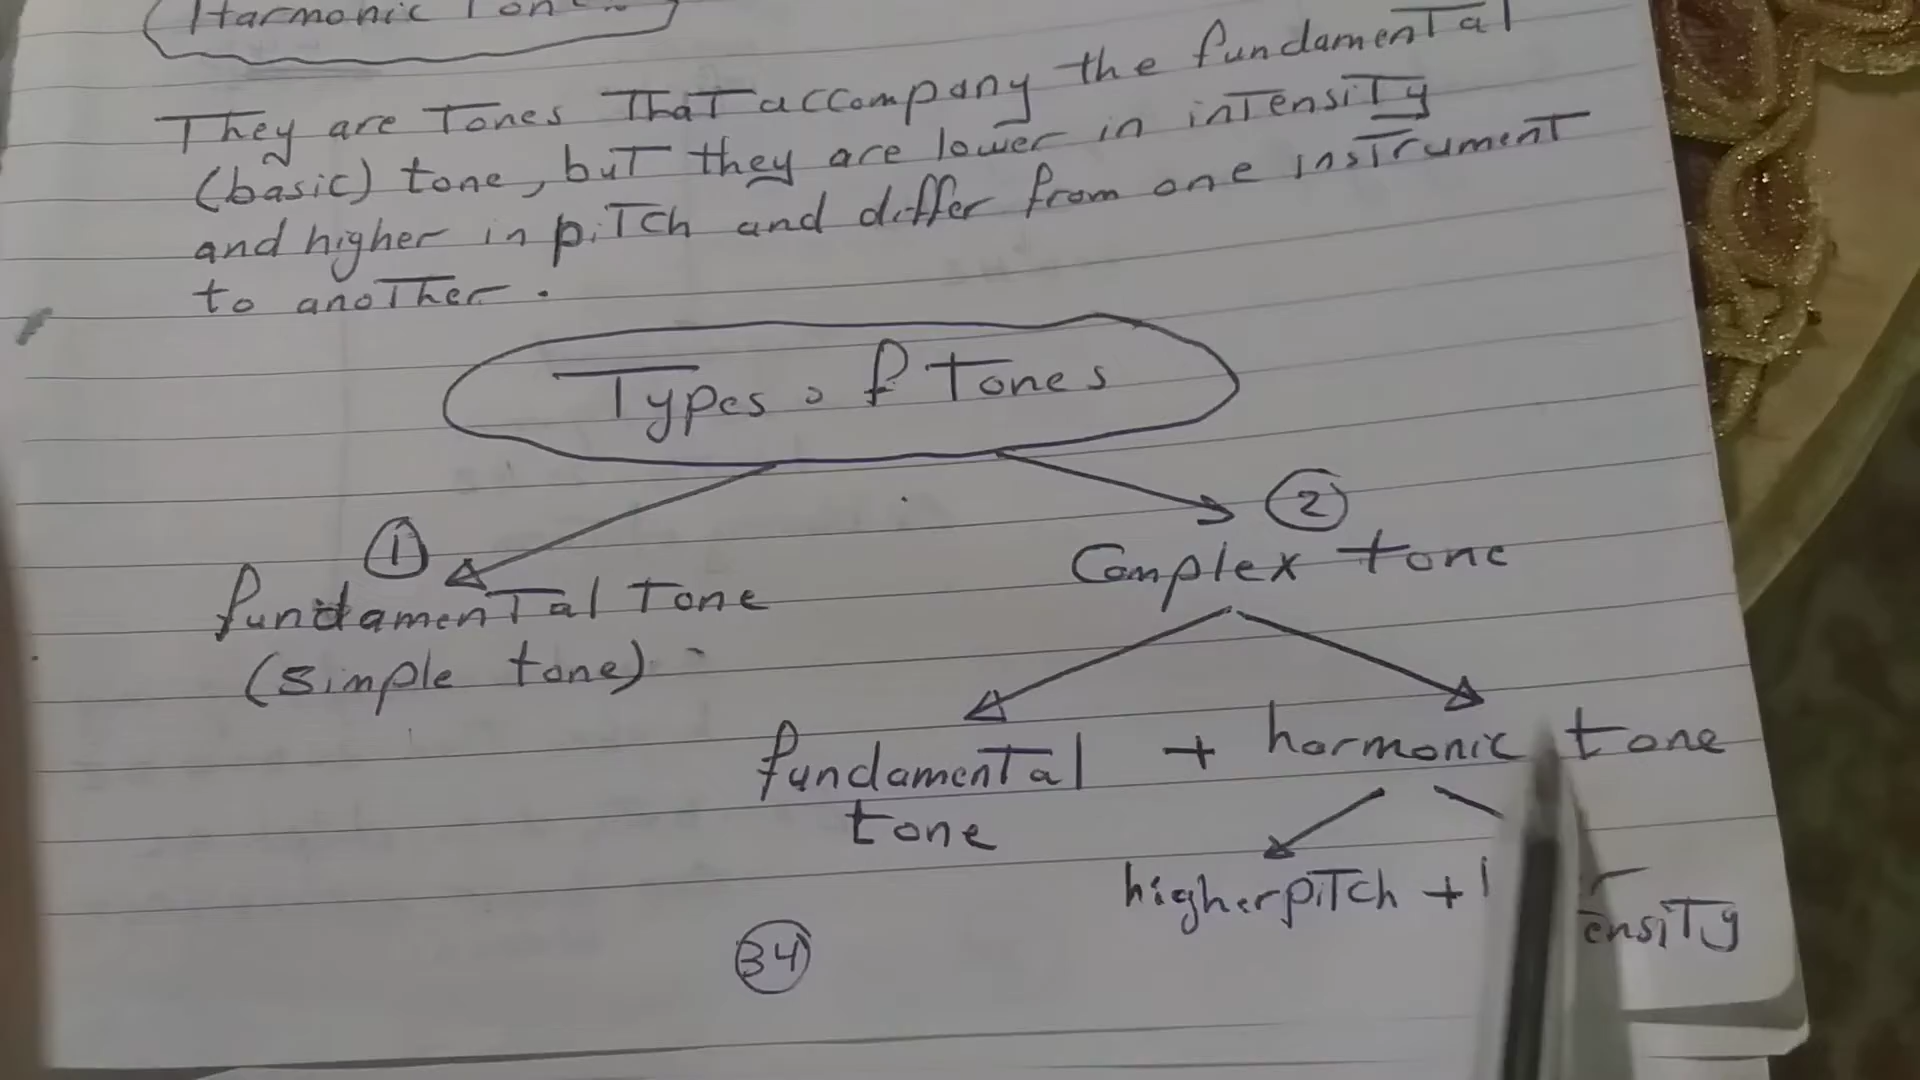 Harmonic
They are Tones That accompany the fundamental
(basic) tone, but they are lower in intensity
and higher in pitch and differ from one instrument
to another.
Types of Tones
1 2
Complex tone
fundamental Tone
(simple tone)
fundamental + harmonic tone
tone
higher pitch +
34